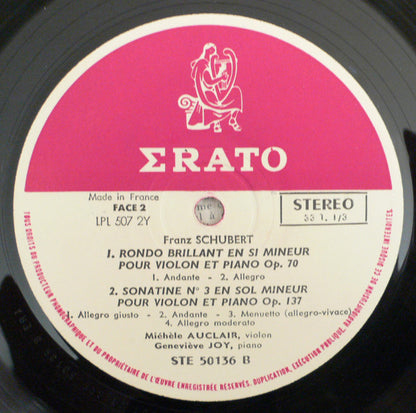 ΣRATO
Made in France
FACE 2
LPL 507 2Y
STEREO
33 T. 1/3
Franz SCHUBERT
1. RONDO BRILLANT EN SI MINEUR
POUR VIOLON ET PIANO Op. 70
1. Andante - 2. Allegro
2. SONATINE N° 3 EN SOL MINEUR
POUR VIOLON ET PIANO Op. 137
1. Allegro giusto - 2. Andante - 3. Menuetto (allegro-vivace)
4. Allegro moderato
Michèle AUCLAIR, violon
Geneviève JOY, piano
STE 50136 B
TOUS DROITS DU PRODUCTEUR PHONOGRAPHIQUE ET DU PROPRIÉTAIRE DE L'ŒUVRE ENREGISTRÉE RÉSERVÉS. DUPLICATION, EXÉCUTION PUBLIQUE, RADIODIFFUSION DE CE DISQUE INTERDITES.